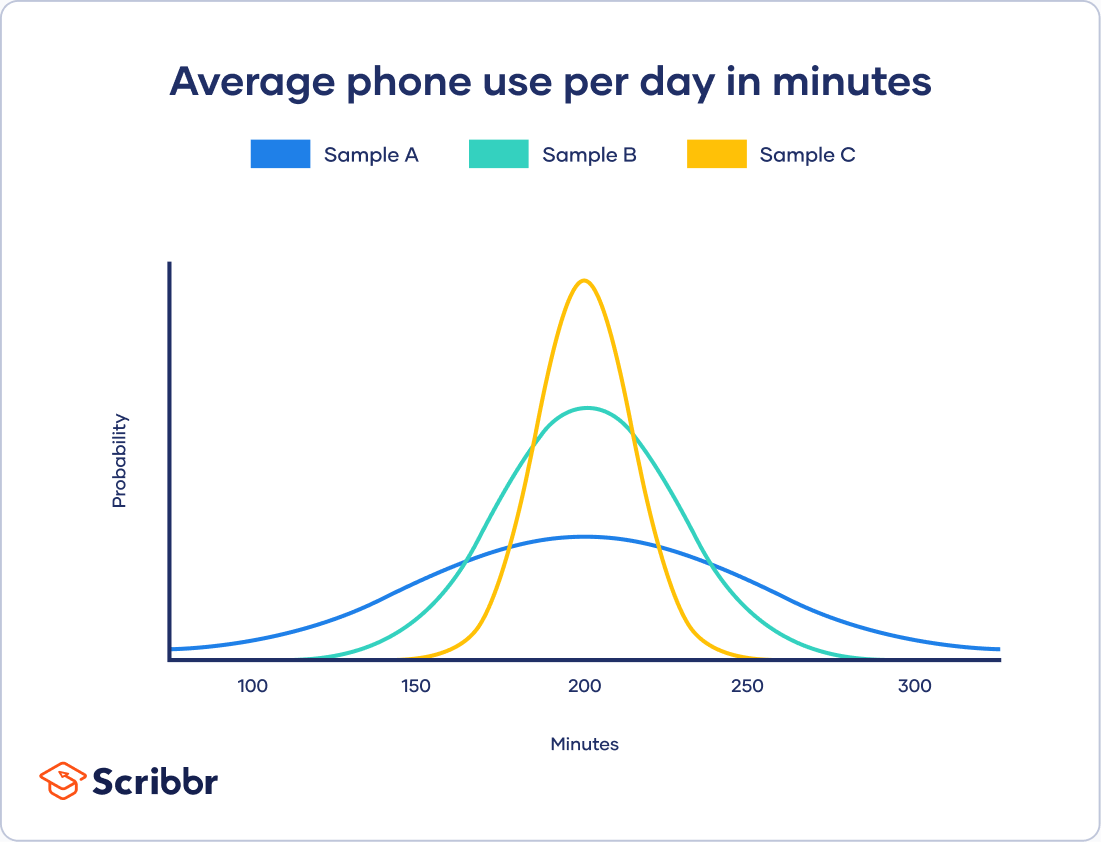 Average phone use per day in minutes
Sample A
Sample B
Sample C
Probability
100 150 200 250 300
Minutes
Scribbr